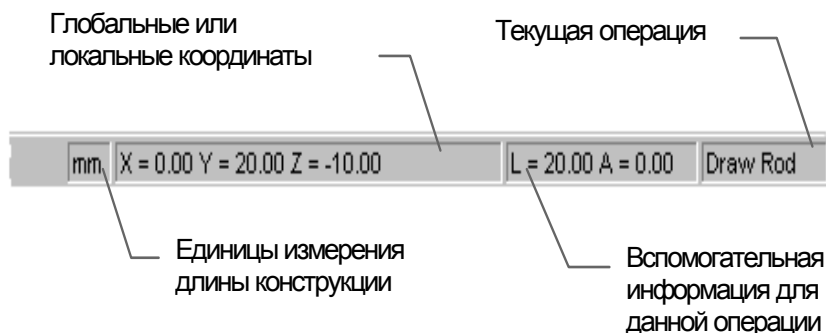 Глобальные или
локальные координаты
Текущая операция
mm. X = 0.00 Y = 20.00 Z = -10.00 L = 20.00 A = 0.00 Draw Rod
Единицы измерения
длины конструкции
Вспомогательная
информация для
данной операции